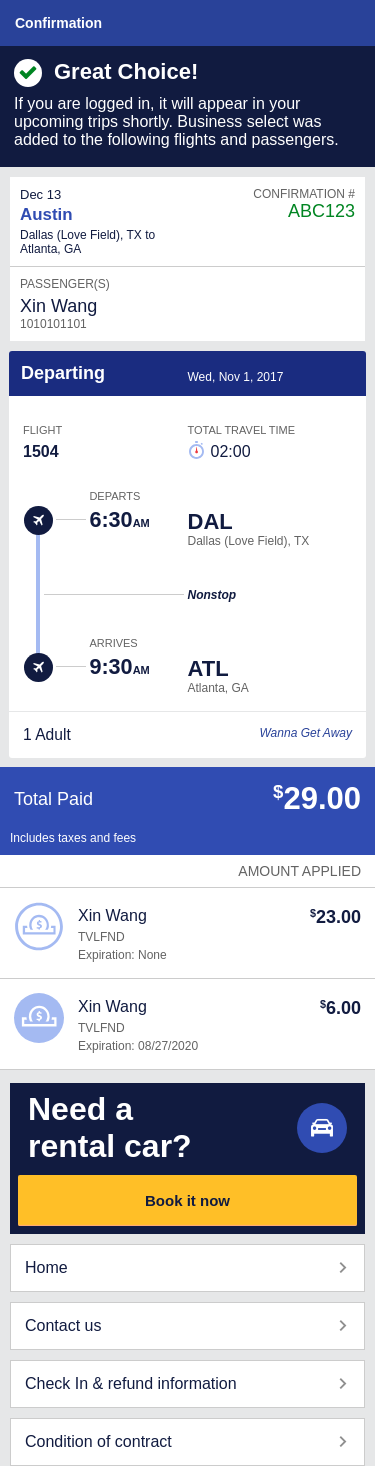 Confirmation
Great Choice!
If you are logged in, it will appear in your
upcoming trips shortly. Business select was
added to the following flights and passengers.
Dec 13
CONFIRMATION #
Austin
ABC123
Dallas (Love Field), TX to
Atlanta, GA
PASSENGER(S)
Xin Wang
1010101101
Departing
Wed, Nov 1, 2017
FLIGHT
TOTAL TRAVEL TIME
1504
02:00
DEPARTS
6:30AM
DAL
Dallas (Love Field), TX
Nonstop
ARRIVES
9:30AM
ATL
Atlanta, GA
1 Adult
Wanna Get Away
Total Paid
$29.00
Includes taxes and fees
AMOUNT APPLIED
Xin Wang
$23.00
TVLFND
Expiration: None
Xin Wang
$6.00
TVLFND
Expiration: 08/27/2020
Need a
rental car?
Book it now
Home
Contact us
Check In & refund information
Condition of contract